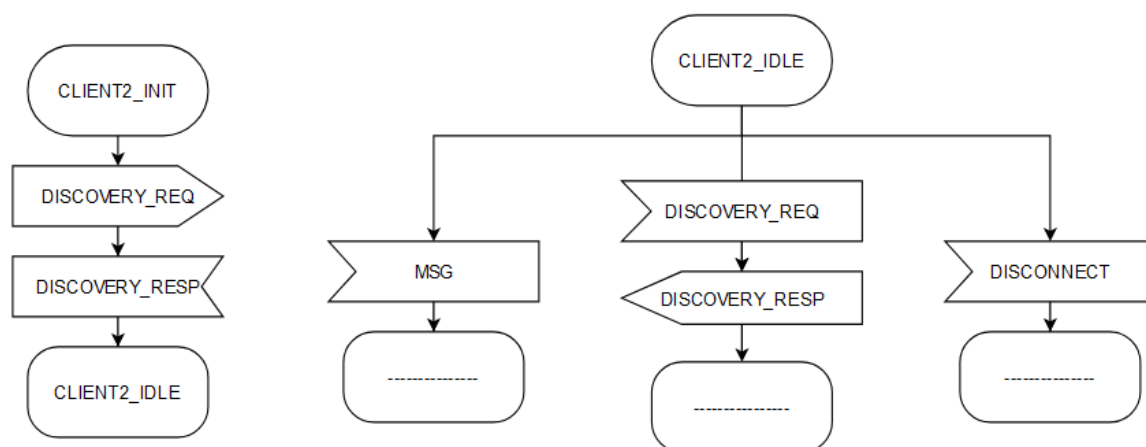 CLIENT2_INIT
DISCOVERY_REQ
DISCOVERY_RESP
CLIENT2_IDLE
CLIENT2_IDLE
MSG
---------------
DISCOVERY_REQ
DISCOVERY_RESP
----------------
DISCONNECT
---------------